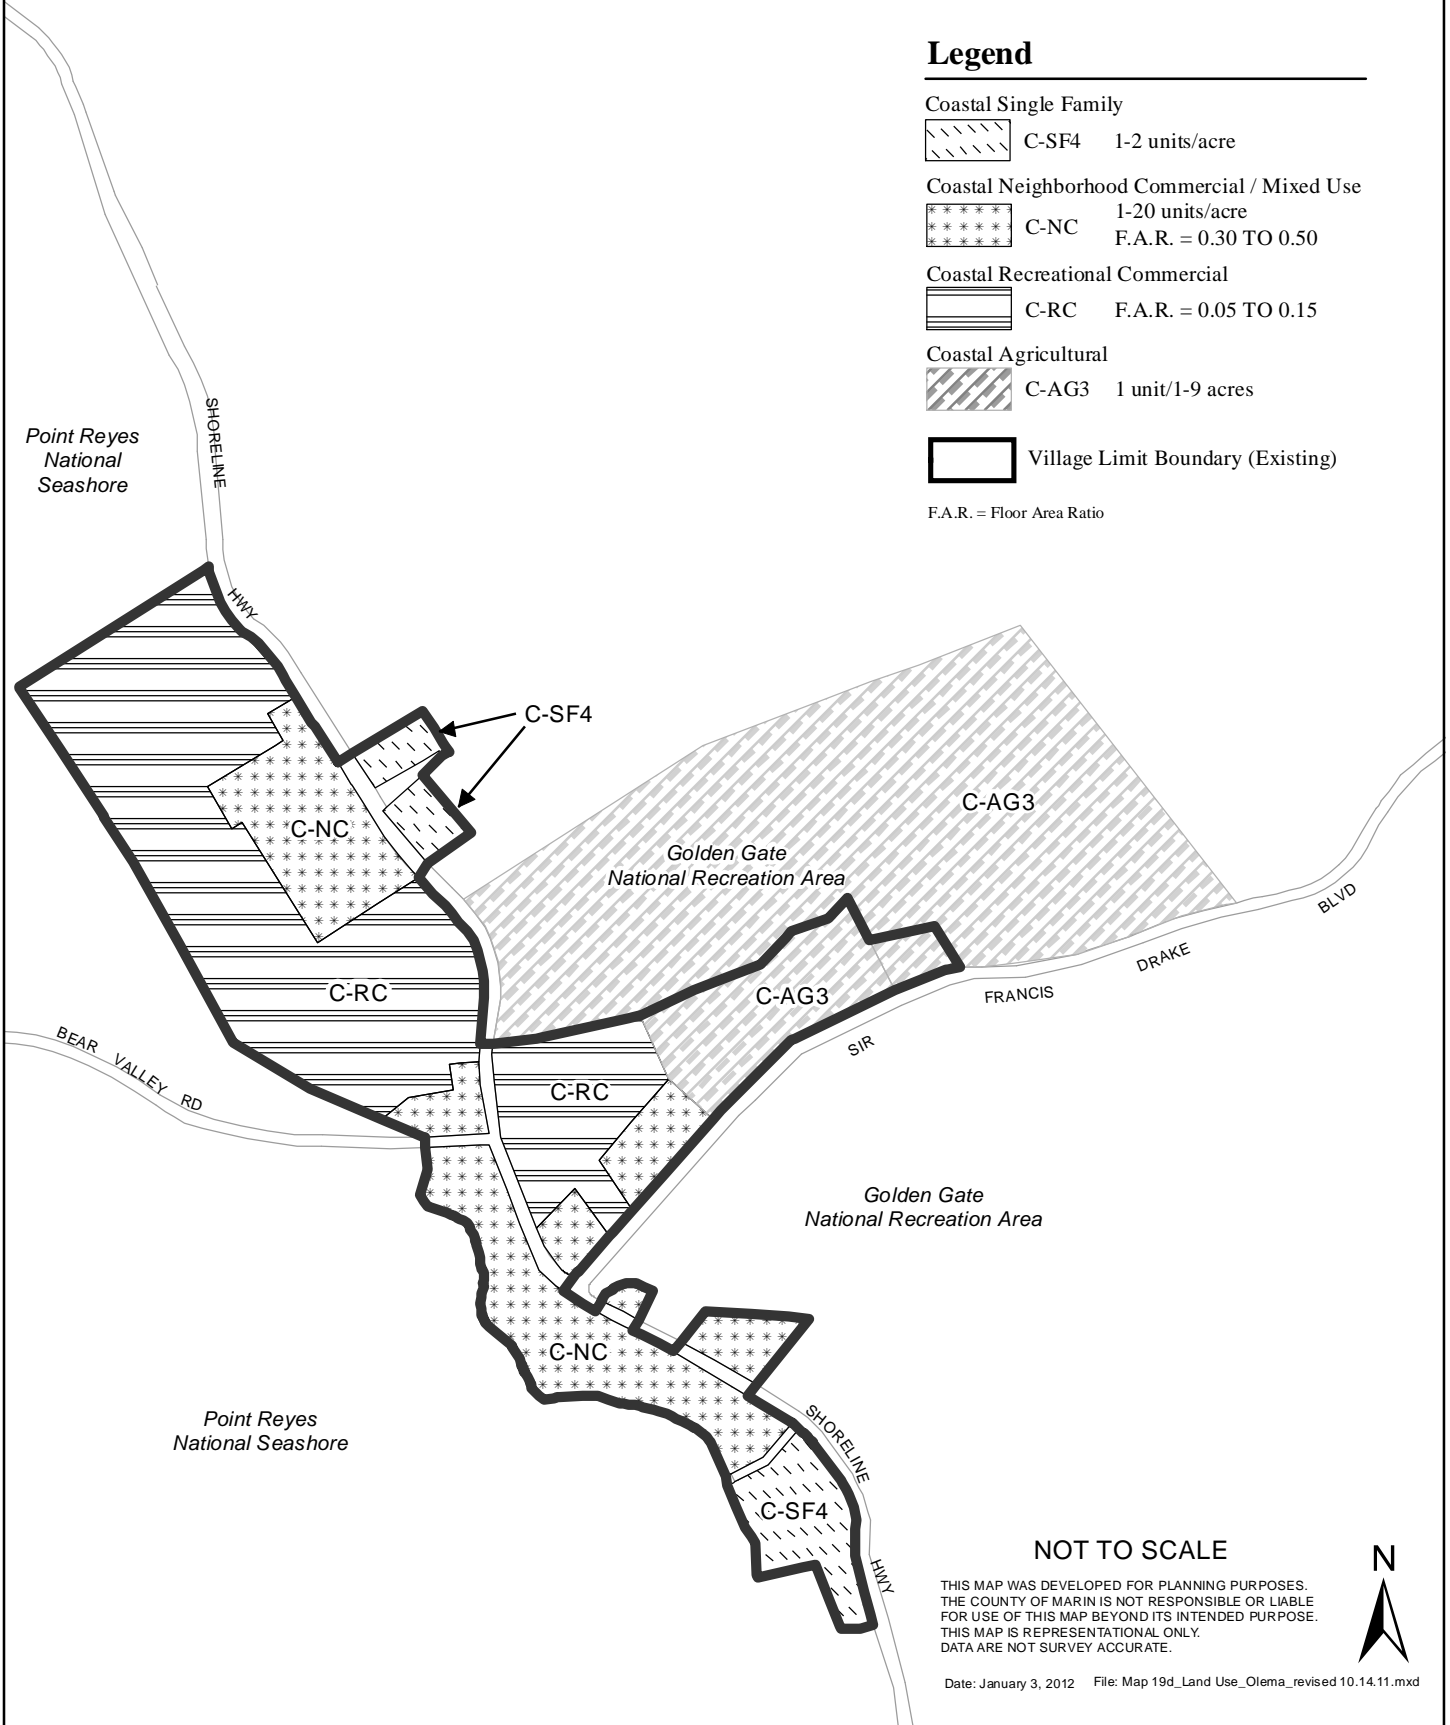 Legend
Coastal Single Family
C-SF4 1-2 units/acre
Coastal Neighborhood Commercial / Mixed Use
C-NC 1-20 units/acre
F.A.R. = 0.30 TO 0.50
Coastal Recreational Commercial
C-RC F.A.R. = 0.05 TO 0.15
Coastal Agricultural
C-AG3 1 unit/1-9 acres
Village Limit Boundary (Existing)
F.A.R. = Floor Area Ratio
SHORELINE
Point Reyes
National
Seashore
HWY
C-SF4
C-AG3
C-NC
Golden Gate
National Recreation Area
BLVD
DRAKE
C-RC
C-AG3
FRANCIS
SIR
BEAR VALLEY RD
C-RC
Golden Gate
National Recreation Area
C-NC
Point Reyes
National Seashore
SHORELINE
C-SF4
HWY
NOT TO SCALE
N
THIS MAP WAS DEVELOPED FOR PLANNING PURPOSES.
THE COUNTY OF MARIN IS NOT RESPONSIBLE OR LIABLE
FOR USE OF THIS MAP BEYOND ITS INTENDED PURPOSE.
THIS MAP IS REPRESENTATIONAL ONLY.
DATA ARE NOT SURVEY ACCURATE.
Date: January 3, 2012 File: Map 19d_Land Use_Olema_revised 10.14.11.mxd